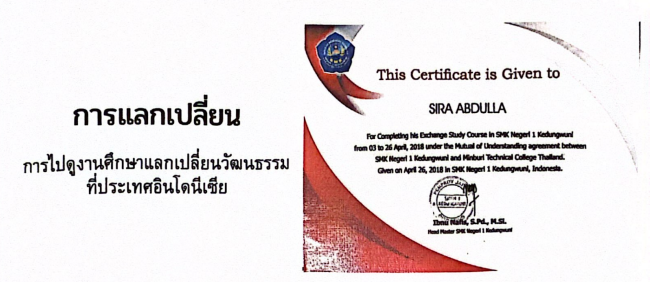 การแลกเปลี่ยน
การไปดูงานศึกษาแลกเปลี่ยนวัฒนธรรม
ที่ประเทศอินโดนีเซีย
This Certificate is Given to
SIRA ABDULLA
For Completing his Exchange Study Course in SMK Negeri 1 Kedungwuni
from 03 to 26 April, 2018 under the Mutual of Understanding agreement between
SMK Negeri 1 Kedungwuni and Minburi Technical College Thailand.
Given on April 26, 2018 in SMK Negeri 1 Kedungwuni, Indonesia.
Ibnu Hafis, S.Pd., M.Si.
Head Master SMK Negeri 1 Kedungwuni